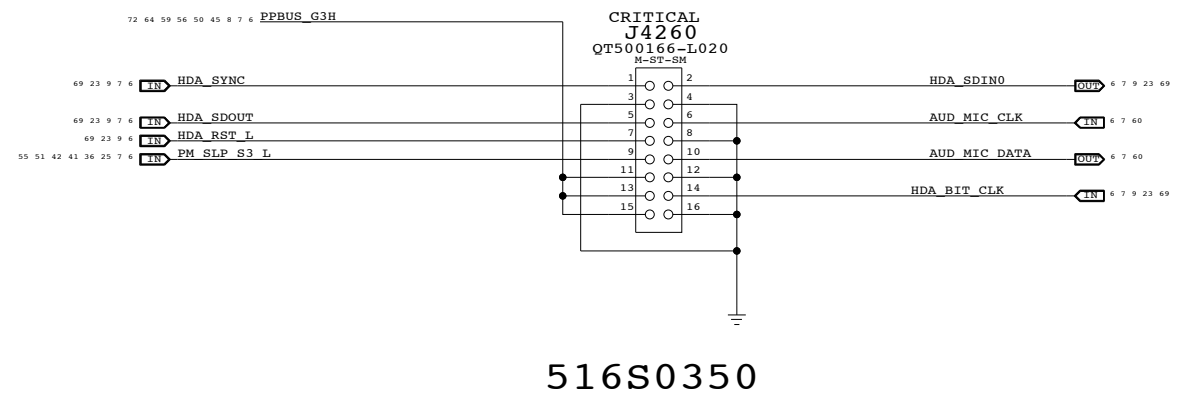 72 64 59 56 50 45 8 7 6 PPBUS_G3H
CRITICAL
J4260
QT500166-L020
M-ST-SM
69 23 9 7 6 IN HDA_SYNC 1 2 HDA_SDIN0 OUT 6 7 9 23 69
3 4
69 23 9 7 6 IN HDA_SDOUT 5 6 AUD_MIC_CLK IN 6 7 60
69 23 9 6 IN HDA_RST_L 7 8
55 51 42 41 36 25 7 6 IN PM_SLP_S3_L 9 10 AUD_MIC_DATA OUT 6 7 60
11 12
13 14 HDA_BIT_CLK IN 6 7 9 23 69
15 16
516S0350